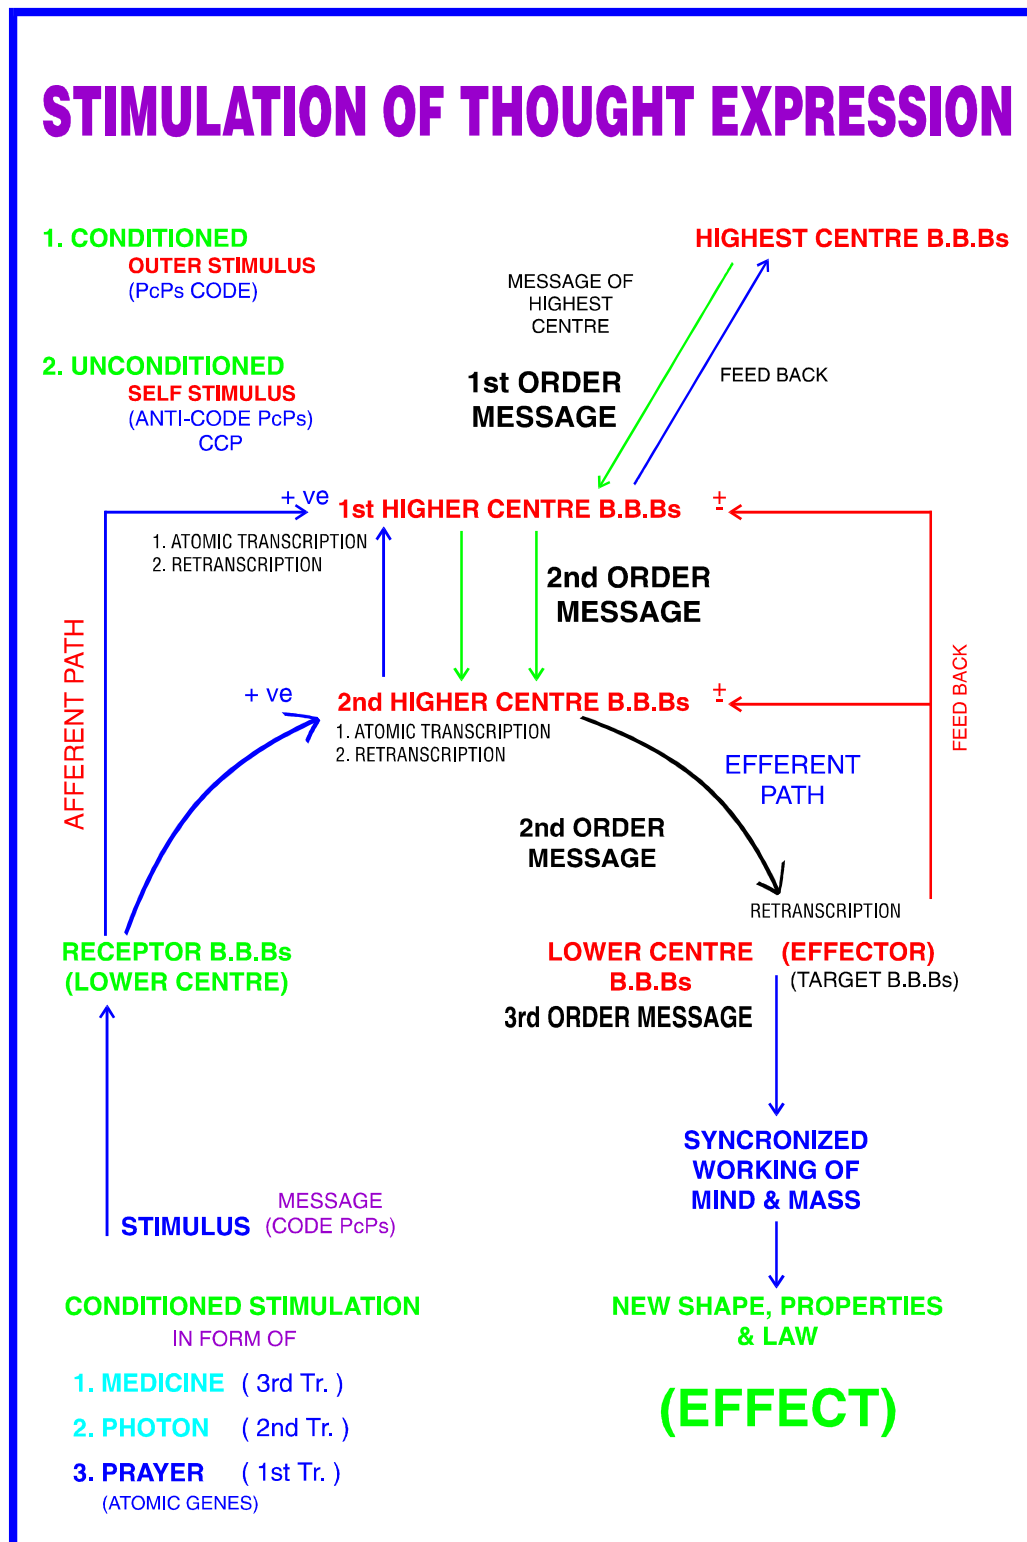 STIMULATION OF THOUGHT EXPRESSION
1. CONDITIONED
OUTER STIMULUS
(PcPs CODE)
2. UNCONDITIONED
SELF STIMULUS
(ANTI-CODE PcPs)
CCP
HIGHEST CENTRE B.B.Bs
MESSAGE OF
HIGHEST
CENTRE
1st ORDER
MESSAGE
FEED BACK
+ ve
1st HIGHER CENTRE B.B.Bs
±
1. ATOMIC TRANSCRIPTION
2. RETRANSCRIPTION
2nd ORDER
MESSAGE
AFFERENT PATH
FEED BACK
+ ve
2nd HIGHER CENTRE B.B.Bs
±
1. ATOMIC TRANSCRIPTION
2. RETRANSCRIPTION
EFFERENT
PATH
2nd ORDER
MESSAGE
RETRANSCRIPTION
RECEPTOR B.B.Bs
(LOWER CENTRE)
LOWER CENTRE
B.B.Bs
(EFFECTOR)
(TARGET B.B.Bs)
3rd ORDER MESSAGE
SYNCRONIZED
WORKING OF
MIND & MASS
STIMULUS
MESSAGE
(CODE PcPs)
CONDITIONED STIMULATION
IN FORM OF
1. MEDICINE ( 3rd Tr. )
2. PHOTON ( 2nd Tr. )
3. PRAYER ( 1st Tr. )
(ATOMIC GENES)
NEW SHAPE, PROPERTIES
& LAW
(EFFECT)